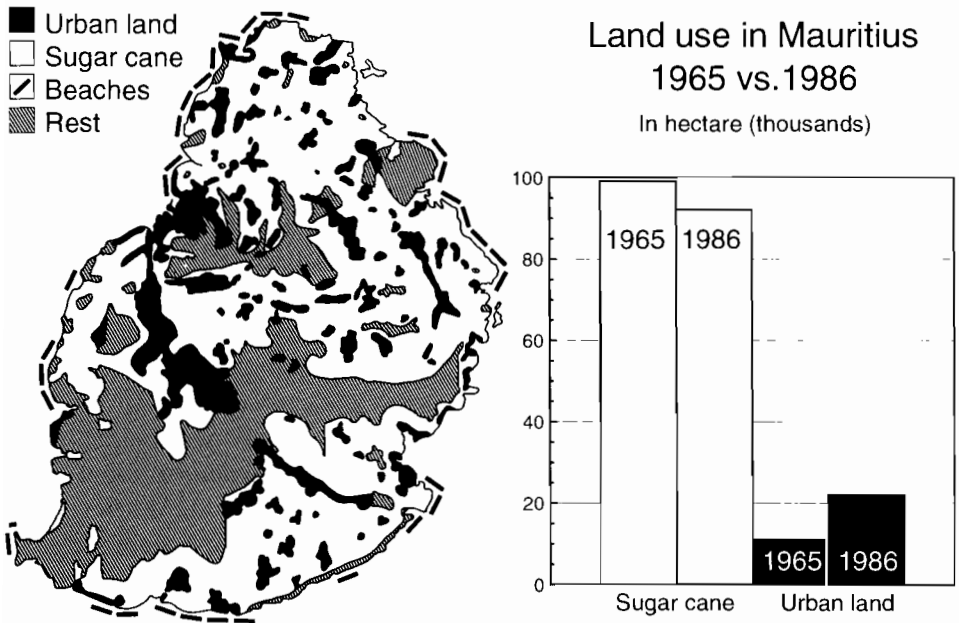 Urban land
Sugar cane
Beaches
Rest
Land use in Mauritius
1965 vs.1986
In hectare (thousands)
100
80
60
40
20
0
1965
1986
1965
1986
Sugar cane
Urban land